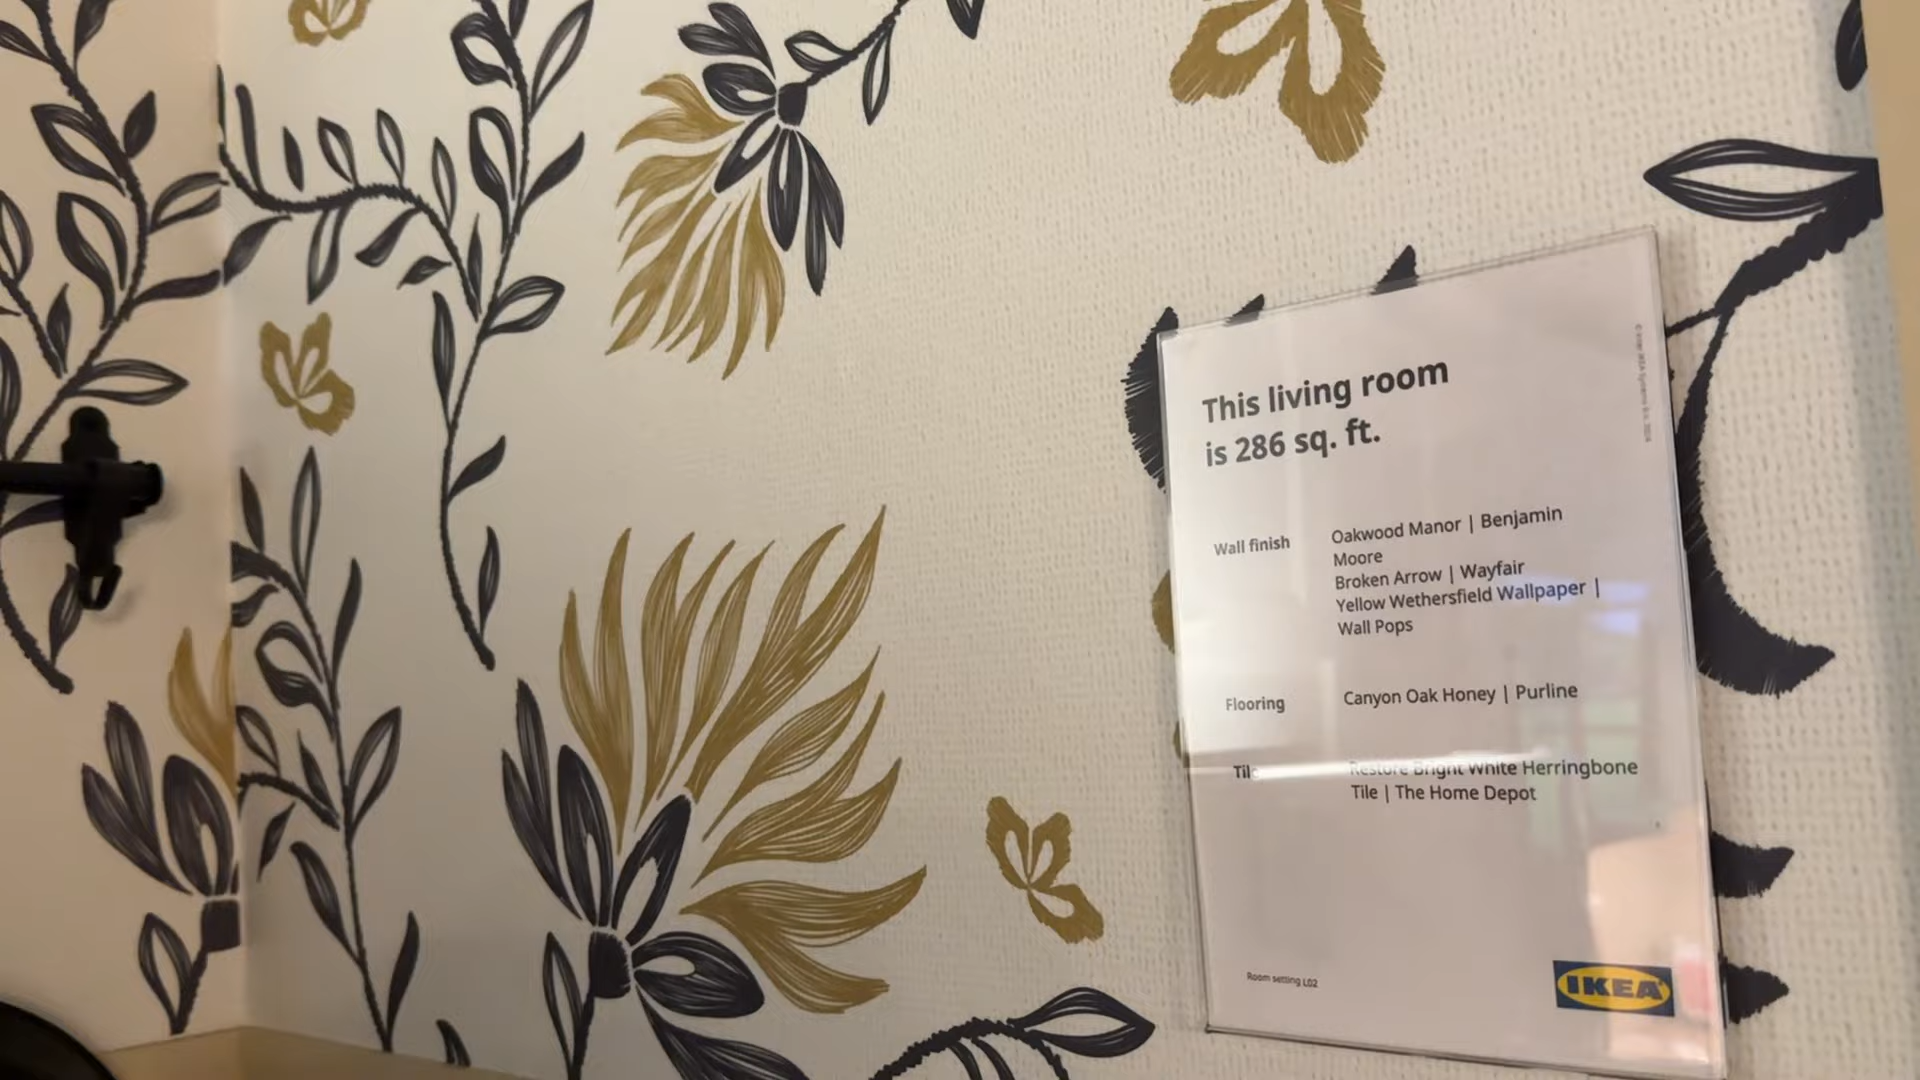 This living room
is 286 sq. ft.
Wall finish
Oakwood Manor | Benjamin
Moore
Broken Arrow | Wayfair
Yellow Wethersfield Wallpaper |
Wall Pops
Flooring
Canyon Oak Honey | Purline
Tile
Restore Bright White Herringbone
Tile | The Home Depot
Room setting L02
IKEA